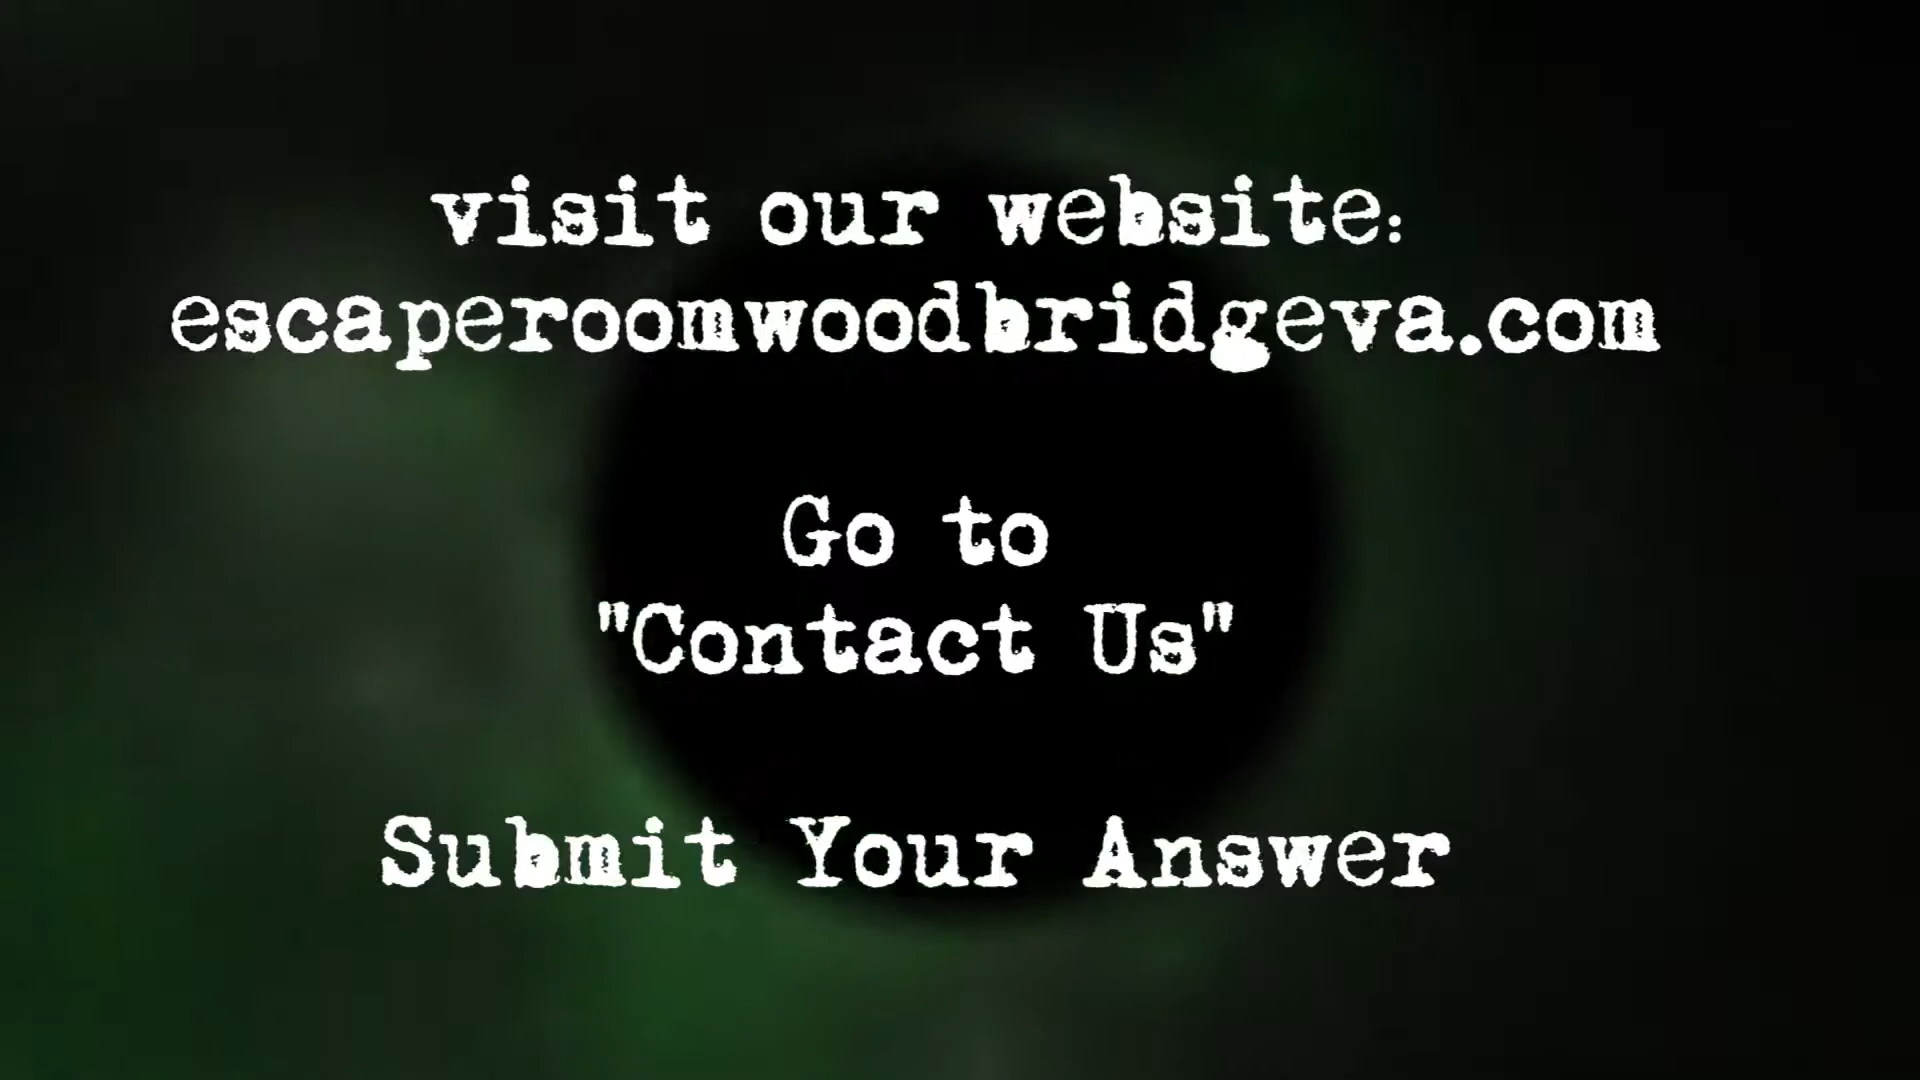 visit our website:
escaperoomwoodbridgeva.com
Go to
"Contact Us"
Submit Your Answer